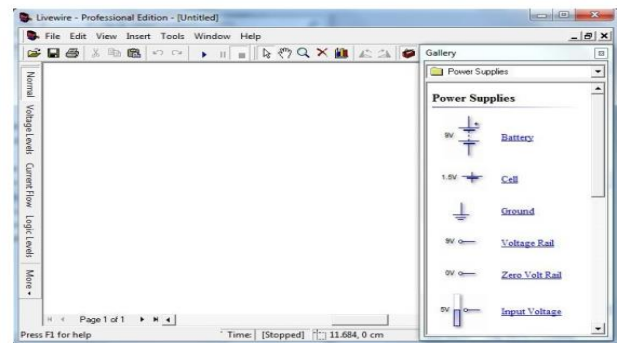 Livewire - Professional Edition - [Untitled]
File Edit View Insert Tools Window Help
Gallery
Power Supplies
Power Supplies
9V Battery
1.5V Cell
Ground
9V Voltage Rail
0V Zero Volt Rail
5V Input Voltage
Normal
Voltage Levels
Current Flow
Logic Levels
More
Page 1 of 1
Press F1 for help
Time: [Stopped] 11.684, 0 cm